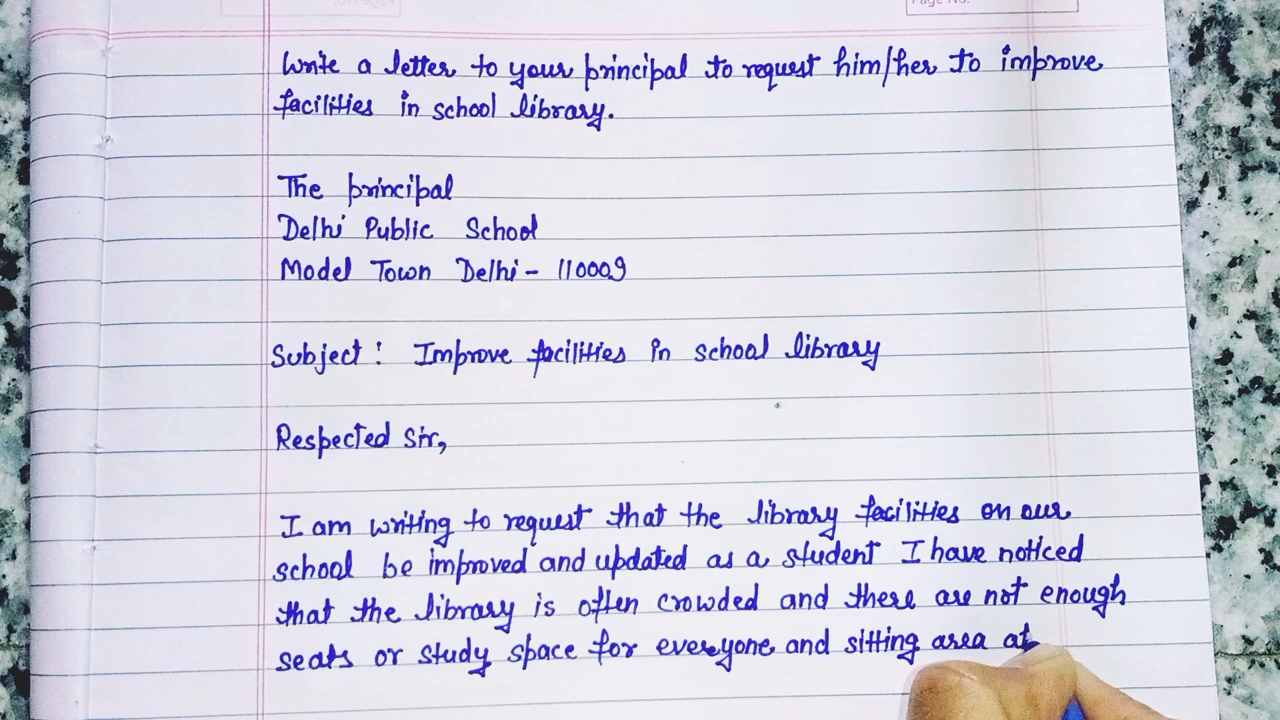 Page No.
Write a letter to your principal to request him/her to improve
facilities in school library.
The principal
Delhi Public School
Model Town Delhi - 110009
Subject : Improve facilities in school library
Respected Sir,
I am writing to request that the library facilities on our
school be improved and updated as a student I have noticed
that the library is often crowded and there are not enough
seats or study space for everyone and sitting area at